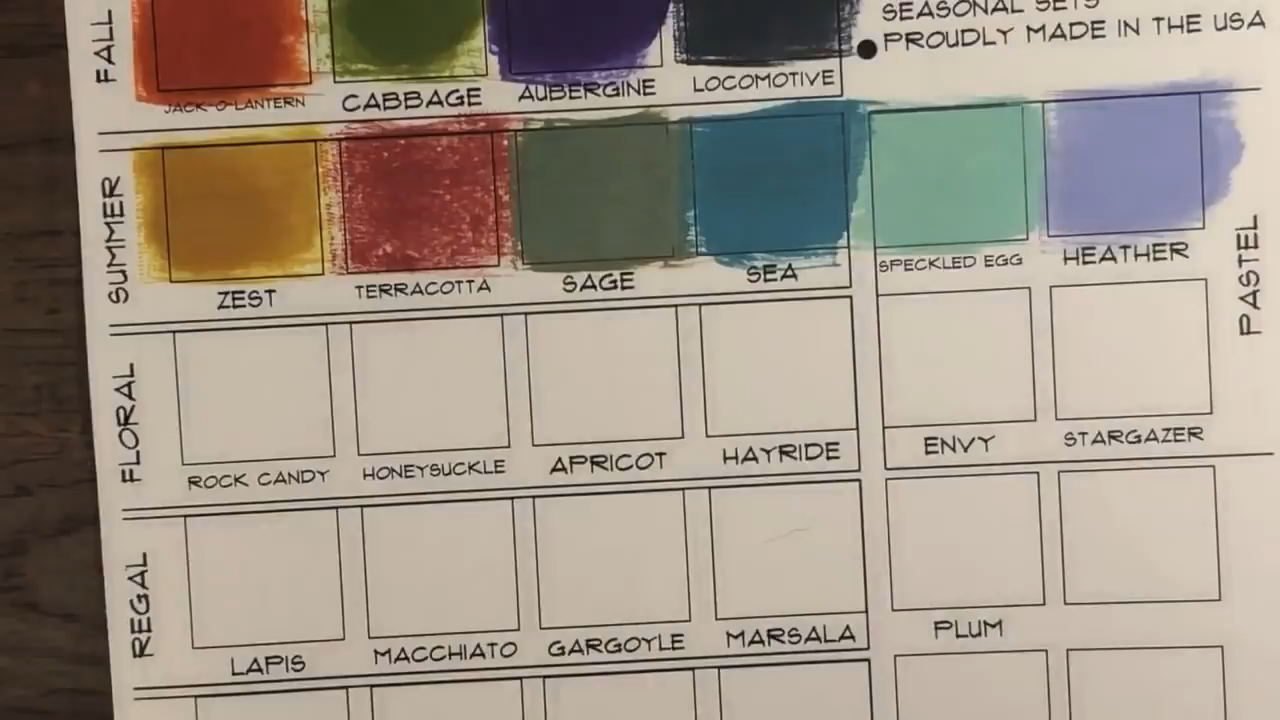 SEASONAL SETS
PROUDLY MADE IN THE USA
FALL
JACK-O-LANTERN
CABBAGE
AUBERGINE
LOCOMOTIVE
SUMMER
ZEST
TERRACOTTA
SAGE
SEA
SPECKLED EGG
HEATHER
PASTEL
FLORAL
ROCK CANDY
HONEYSUCKLE
APRICOT
HAYRIDE
ENVY
STARGAZER
REGAL
LAPIS
MACCHIATO
GARGOYLE
MARSALA
PLUM